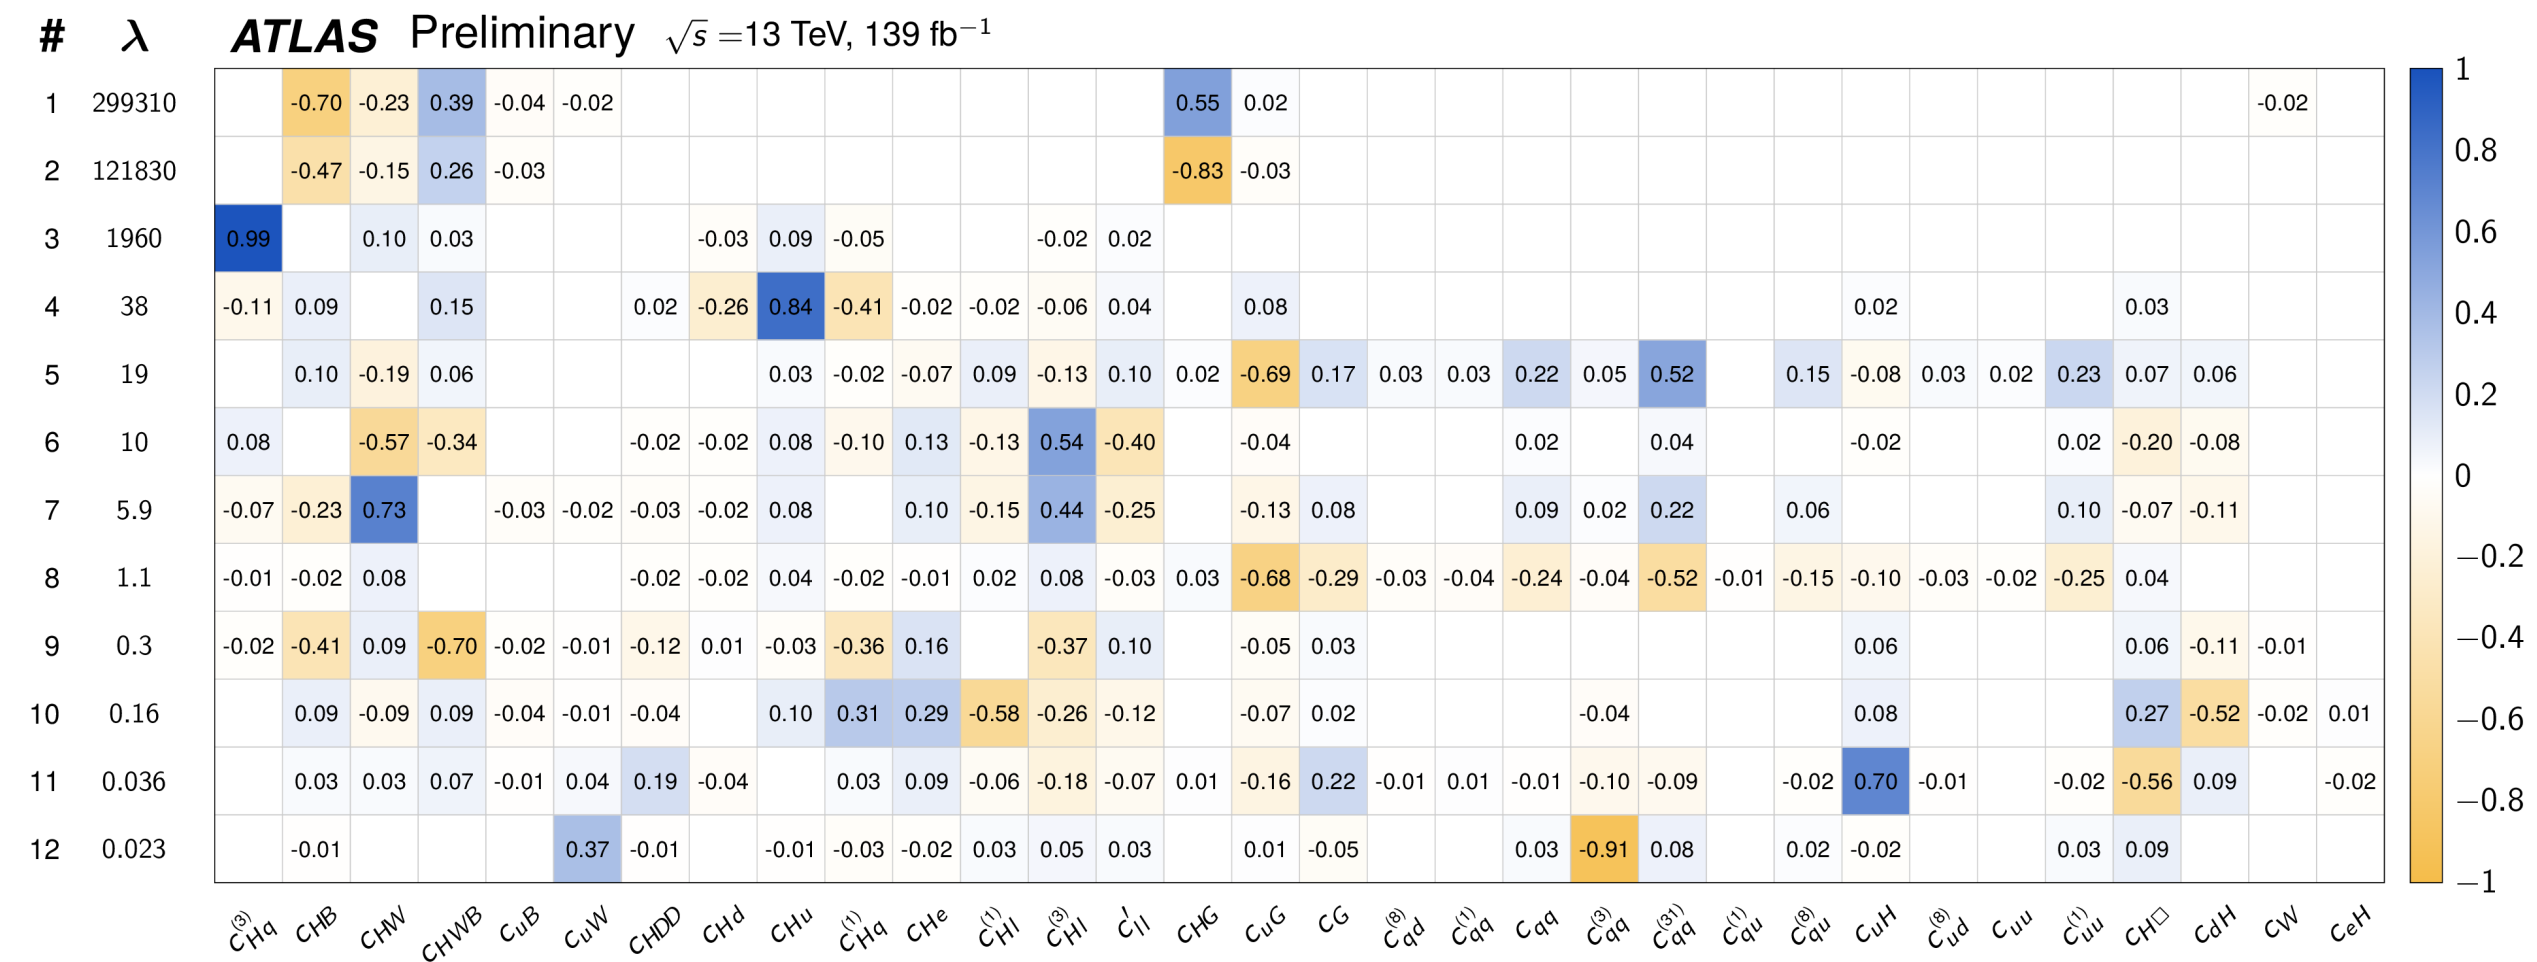 # λ ATLAS Preliminary √s =13 TeV, 139 fb⁻¹
1 299310 -0.70 -0.23 0.39 -0.04 -0.02 0.55 0.02 -0.02
2 121830 -0.47 -0.15 0.26 -0.03 -0.83 -0.03
3 1960 0.99 0.10 0.03 -0.03 0.09 -0.05 -0.02 0.02
4 38 -0.11 0.09 0.15 0.02 -0.26 0.84 -0.41 -0.02 -0.02 -0.06 0.04 0.08 0.02 0.03
5 19 0.10 -0.19 0.06 0.03 -0.02 -0.07 0.09 -0.13 0.10 0.02 -0.69 0.17 0.03 0.03 0.22 0.05 0.52 0.15 -0.08 0.03 0.02 0.23 0.07 0.06
6 10 0.08 -0.57 -0.34 -0.02 -0.02 0.08 -0.10 0.13 -0.13 0.54 -0.40 -0.04 0.02 0.04 -0.02 0.02 -0.20 -0.08
7 5.9 -0.07 -0.23 0.73 -0.03 -0.02 -0.03 -0.02 0.08 0.10 -0.15 0.44 -0.25 -0.13 0.08 0.09 0.02 0.22 0.06 0.10 -0.07 -0.11
8 1.1 -0.01 -0.02 0.08 -0.02 -0.02 0.04 -0.02 -0.01 0.02 0.08 -0.03 0.03 -0.68 -0.29 -0.03 -0.04 -0.24 -0.04 -0.52 -0.01 -0.15 -0.10 -0.03 -0.02 -0.25 0.04
9 0.3 -0.02 -0.41 0.09 -0.70 -0.02 -0.01 -0.12 0.01 -0.03 -0.36 0.16 -0.37 0.10 -0.05 0.03 0.06 0.06 -0.11 -0.01
10 0.16 0.09 -0.09 0.09 -0.04 -0.01 -0.04 0.10 0.31 0.29 -0.58 -0.26 -0.12 -0.07 0.02 -0.04 0.08 0.27 -0.52 -0.02 0.01
11 0.036 0.03 0.03 0.07 -0.01 0.04 0.19 -0.04 0.03 0.09 -0.06 -0.18 -0.07 0.01 -0.16 0.22 -0.01 0.01 -0.01 -0.10 -0.09 -0.02 0.70 -0.01 -0.02 -0.56 0.09 -0.02
12 0.023 -0.01 0.37 -0.01 -0.01 -0.03 -0.02 0.03 0.05 0.03 0.01 -0.05 0.03 -0.91 0.08 0.02 -0.02 0.03 0.09
C_Hq^(3) CHB CHW CHWB CuB CuW CHDD CHd CHu C_Hq^(1) CHe C_Hl^(1) C_Hl^(3) C_ll^′ CHG CuG CG C_qd^(8) C_qq^(1) Cqq C_qq^(3) C_qq^(31) C_qu^(1) C_qu^(8) CuH C_ud^(8) Cuu C_uu^(1) CH□ CdH CW CeH
1
0.8
0.6
0.4
0.2
0
−0.2
−0.4
−0.6
−0.8
−1